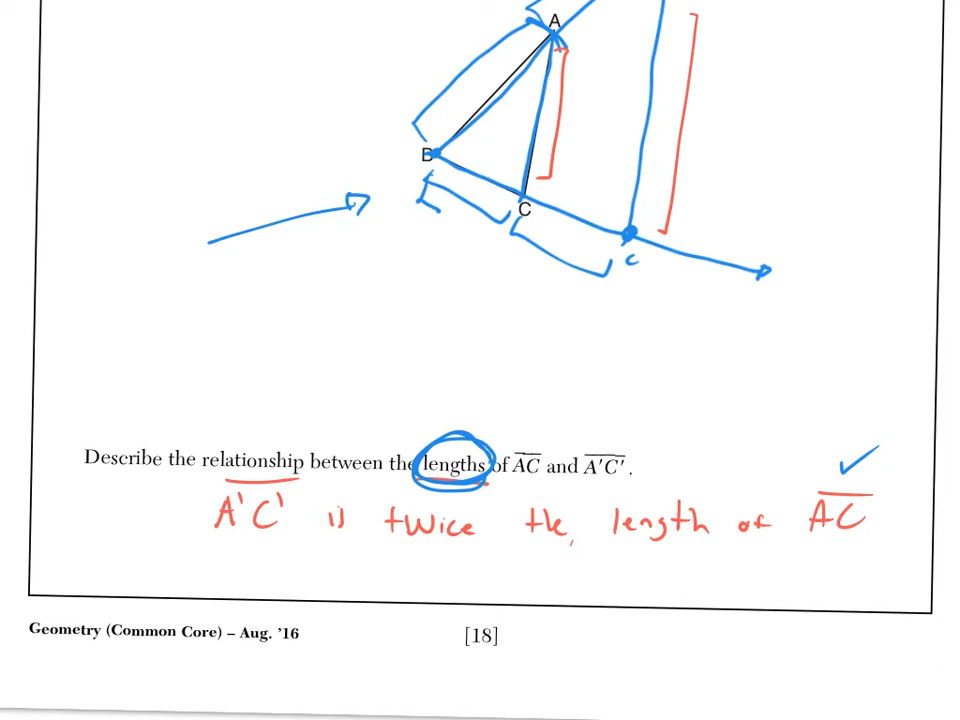 A
B
C
c
Describe the relationship between the lengths of AC and A'C'.
A'C' is twice the length of AC
Geometry (Common Core) – Aug. '16
[18]